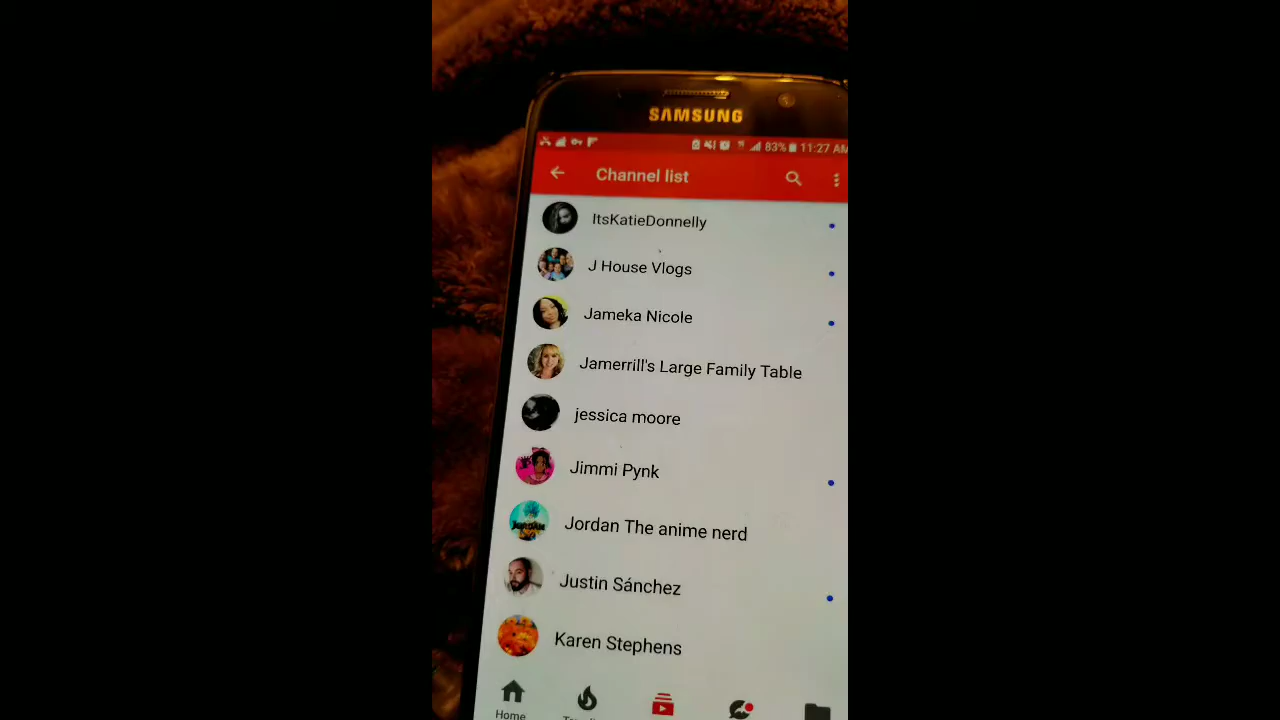 SAMSUNG
83% 11:27 AM
Channel list
ItsKatieDonnelly
J House Vlogs
Jameka Nicole
Jamerrill's Large Family Table
jessica moore
Jimmi Pynk
JORDAN
Jordan The anime nerd
Justin Sánchez
Karen Stephens
Home